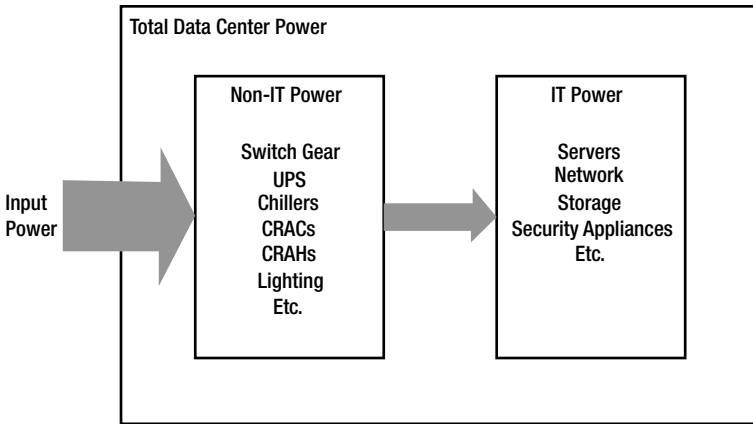 Total Data Center Power
Input
Power
Non-IT Power
Switch Gear
UPS
Chillers
CRACs
CRAHs
Lighting
Etc.
IT Power
Servers
Network
Storage
Security Appliances
Etc.